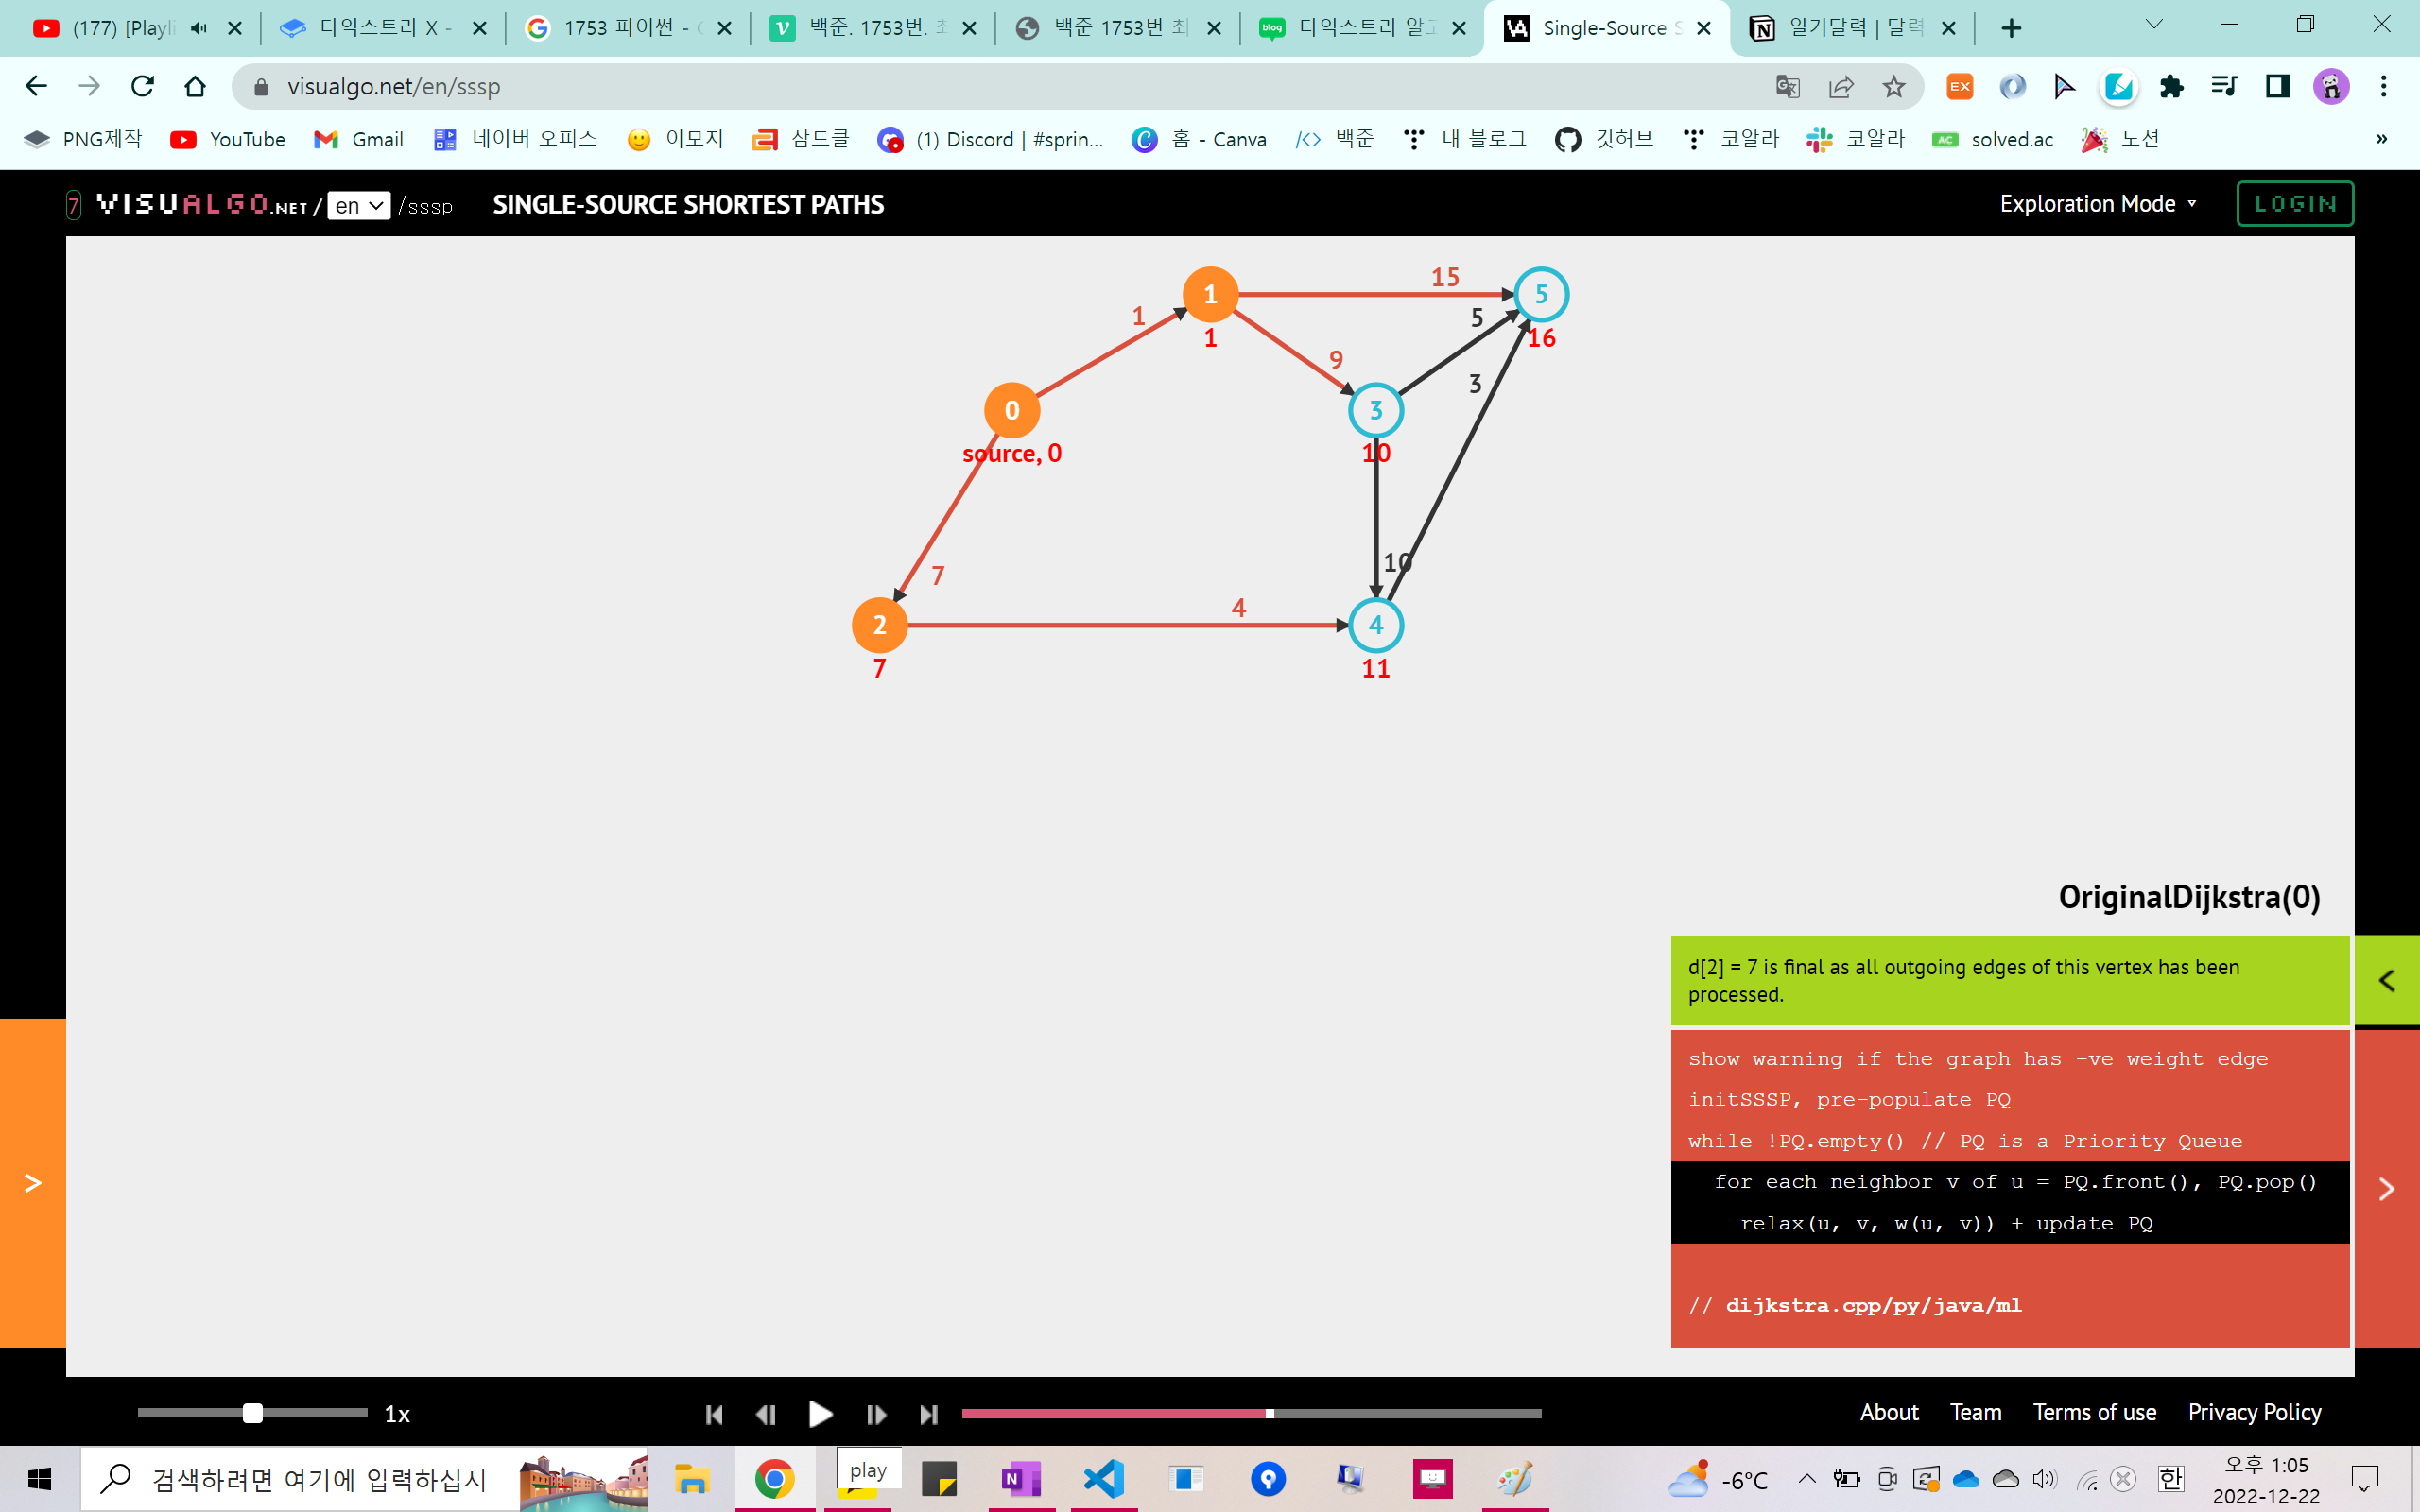 (177) [Playli
다익스트라 X -
1753 파이썬 -
백준. 1753번.
백준 1753번 최
다익스트라 알고
Single-Source S
일기달력 | 달력
visualgo.net/en/sssp
PNG제작
YouTube
Gmail
네이버 오피스
이모지
삼드클
(1) Discord | #sprin...
홈 - Canva
백준
내 블로그
깃허브
코알라
코알라
solved.ac
노션
»
7 VISUALGO.NET / en /sssp
SINGLE-SOURCE SHORTEST PATHS
Exploration Mode
LOGIN
15
1
5
1
5
1
16
9
3
0
3
source, 0
10
10
7
4
2
4
7
11
OriginalDijkstra(0)
d[2] = 7 is final as all outgoing edges of this vertex has been
processed.
show warning if the graph has -ve weight edge
initSSSP, pre-populate PQ
while !PQ.empty() // PQ is a Priority Queue
for each neighbor v of u = PQ.front(), PQ.pop()
relax(u, v, w(u, v)) + update PQ
// dijkstra.cpp/py/java/ml
1x
About
Team
Terms of use
Privacy Policy
검색하려면 여기에 입력하십시
play
-6°C
한
오후 1:05
2022-12-22